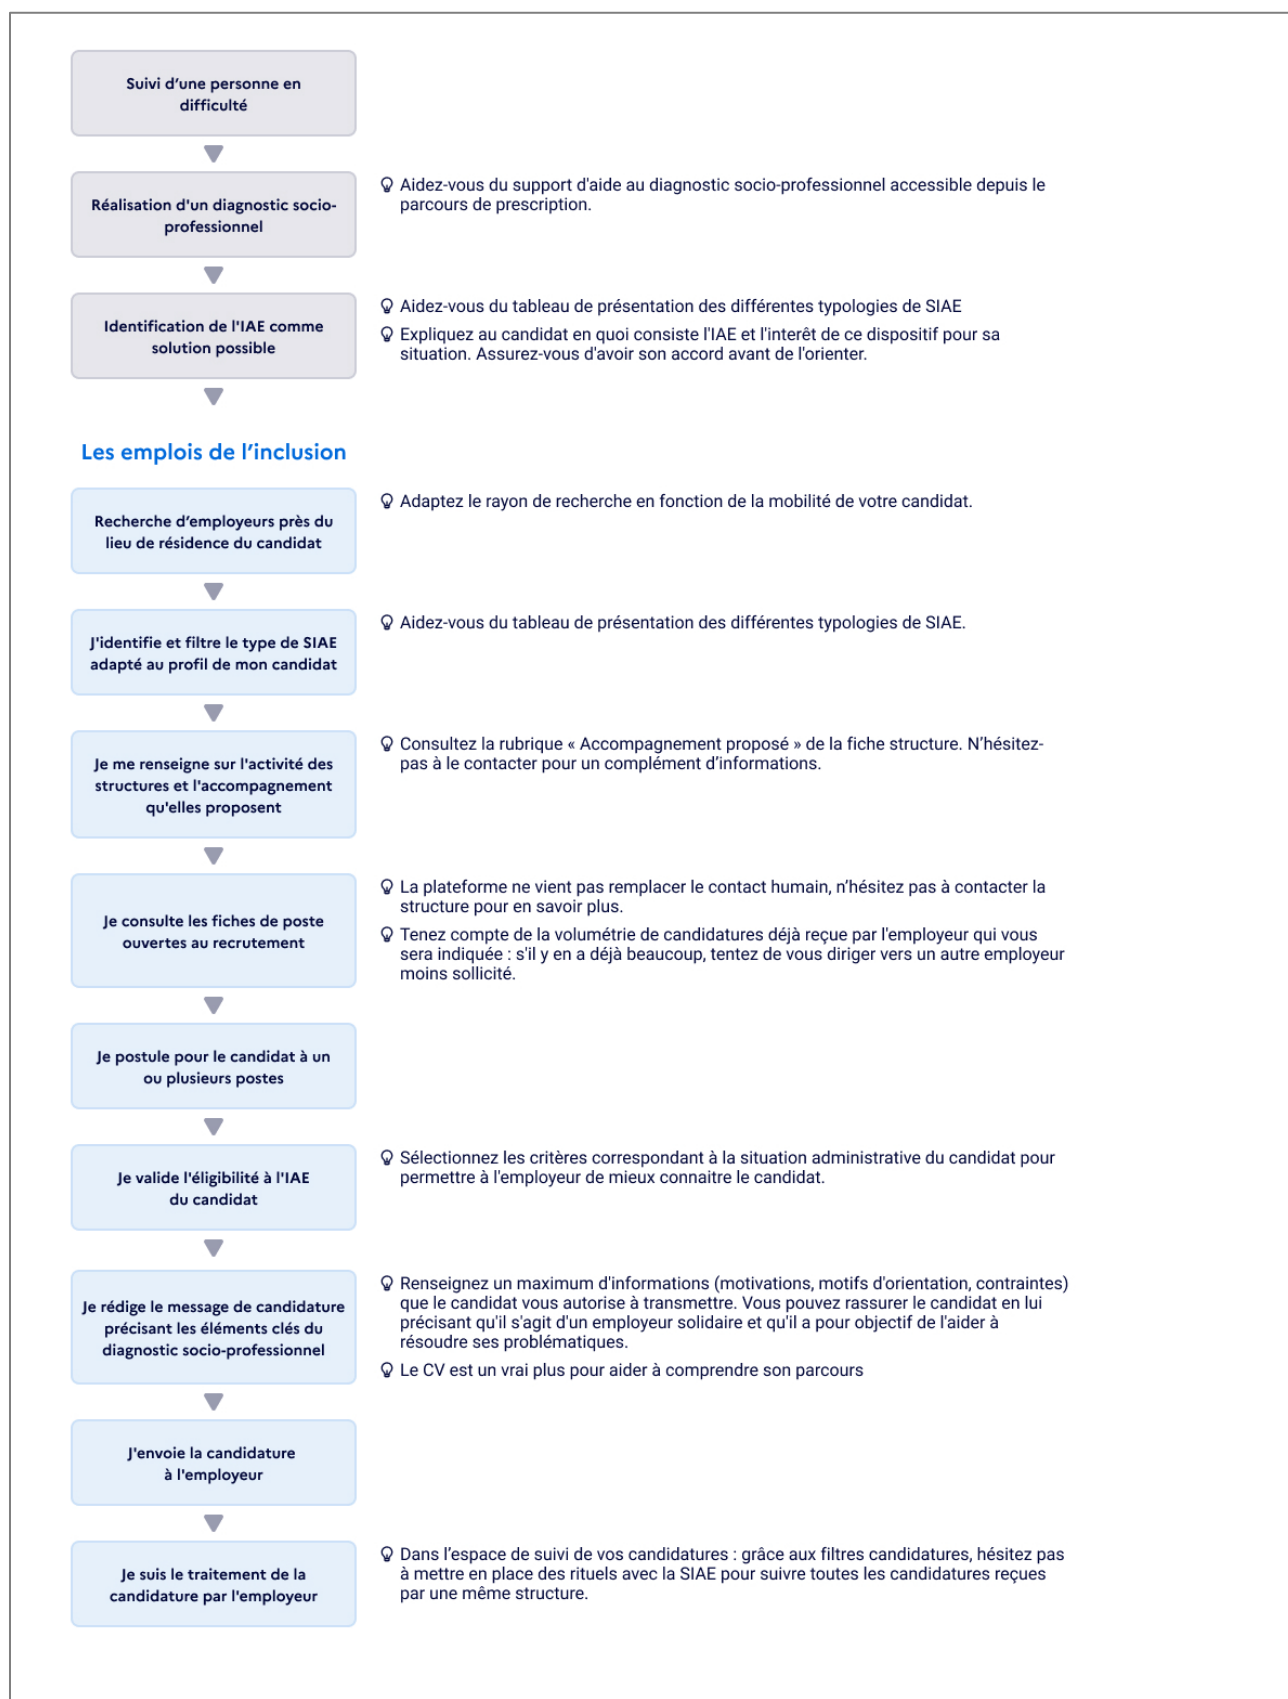 Suivi d’une personne en
difficulté
Réalisation d'un diagnostic socio-
professionnel
Aidez-vous du support d'aide au diagnostic socio-professionnel accessible depuis le
parcours de prescription.
Identification de l'IAE comme
solution possible
Aidez-vous du tableau de présentation des différentes typologies de SIAE
Expliquez au candidat en quoi consiste l'IAE et l'interêt de ce dispositif pour sa
situation. Assurez-vous d'avoir son accord avant de l'orienter.
Les emplois de l’inclusion
Recherche d’employeurs près du
lieu de résidence du candidat
Adaptez le rayon de recherche en fonction de la mobilité de votre candidat.
J'identifie et filtre le type de SIAE
adapté au profil de mon candidat
Aidez-vous du tableau de présentation des différentes typologies de SIAE.
Je me renseigne sur l'activité des
structures et l'accompagnement
qu'elles proposent
Consultez la rubrique « Accompagnement proposé » de la fiche structure. N’hésitez-
pas à le contacter pour un complément d’informations.
Je consulte les fiches de poste
ouvertes au recrutement
La plateforme ne vient pas remplacer le contact humain, n’hésitez pas à contacter la
structure pour en savoir plus.
Tenez compte de la volumétrie de candidatures déjà reçue par l'employeur qui vous
sera indiquée : s'il y en a déjà beaucoup, tentez de vous diriger vers un autre employeur
moins sollicité.
Je postule pour le candidat à un
ou plusieurs postes
Je valide l'éligibilité à l'IAE
du candidat
Sélectionnez les critères correspondant à la situation administrative du candidat pour
permettre à l'employeur de mieux connaitre le candidat.
Je rédige le message de candidature
précisant les éléments clés du
diagnostic socio-professionnel
Renseignez un maximum d'informations (motivations, motifs d'orientation, contraintes)
que le candidat vous autorise à transmettre. Vous pouvez rassurer le candidat en lui
précisant qu'il s'agit d'un employeur solidaire et qu'il a pour objectif de l'aider à
résoudre ses problématiques.
Le CV est un vrai plus pour aider à comprendre son parcours
J'envoie la candidature
à l'employeur
Je suis le traitement de la
candidature par l'employeur
Dans l’espace de suivi de vos candidatures : grâce aux filtres candidatures, hésitez pas
à mettre en place des rituels avec la SIAE pour suivre toutes les candidatures reçues
par une même structure.